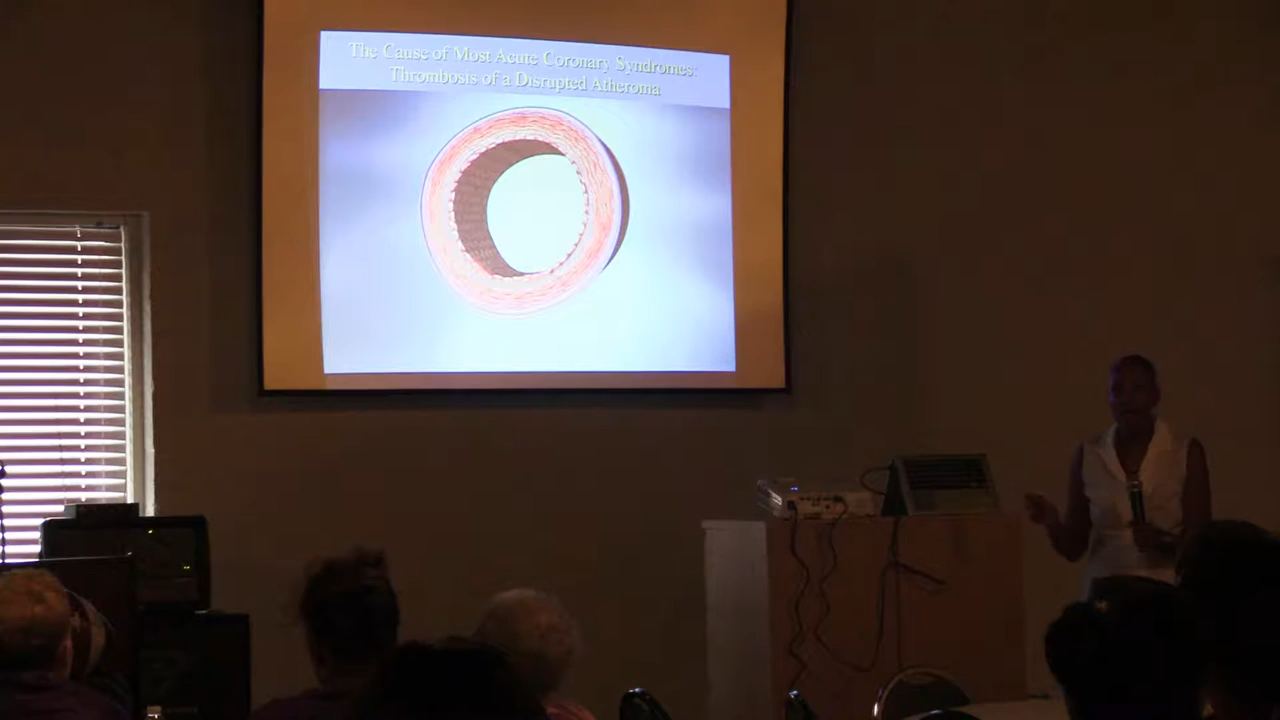 The Cause of Most Acute Coronary Syndromes:
Thrombosis of a Disrupted Atheroma